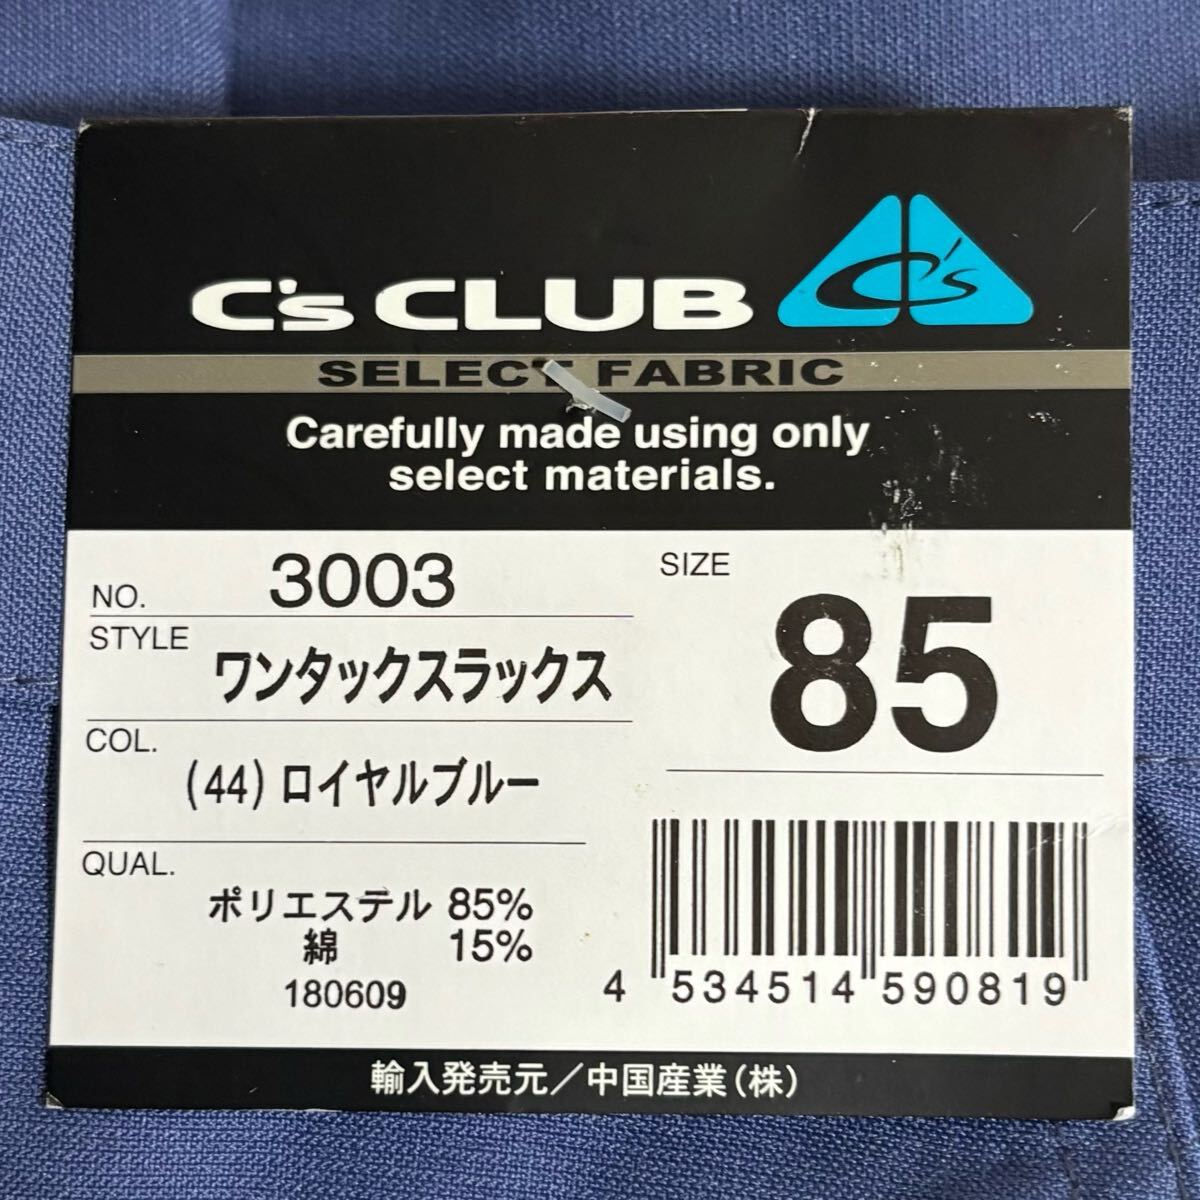 C's CLUB
C's
SELECT FABRIC
Carefully made using only
select materials.
NO. 3003
STYLE ワンタックスラックス
COL. (44) ロイヤルブルー
QUAL.
ポリエステル 85%
綿 15%
180609
SIZE
85
4 534514 590819
輸入発売元／中国産業(株)